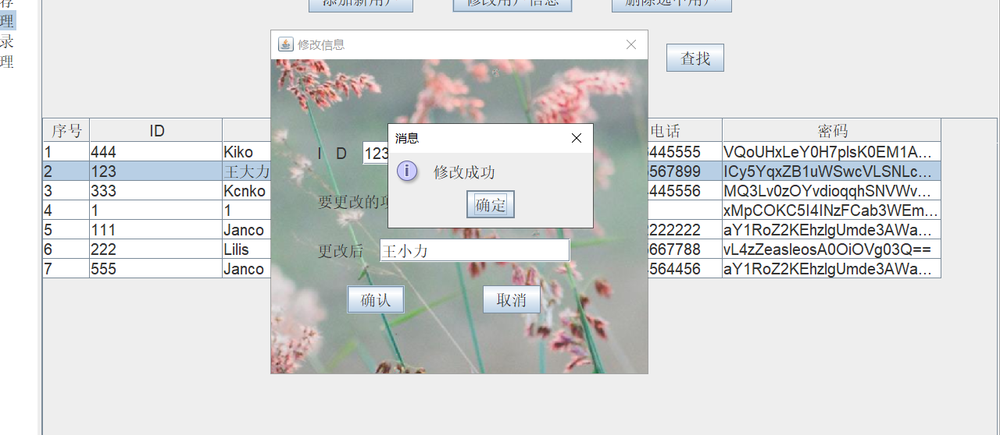 荐
理
录
理
添加新用户 修改用户信息 删除选中用户
修改信息
查找
序号 ID 电话 密码
1 444 Kiko 445555 VQoUHxLeY0H7plsK0EM1A...
2 123 王大力 567899 ICy5YqxZB1uWSwcVLSNLc...
3 333 Kcnko 445556 MQ3Lv0zOYvdioqqhSNVWv...
4 1 1 xMpCOKC5I4INzFCab3WEm...
5 111 Janco 222222 aY1RoZ2KEhzlgUmde3AWa...
6 222 Lilis 667788 vL4zZeasleosA0OiOVg03Q==
7 555 Janco 564456 aY1RoZ2KEhzlgUmde3AWa...
I D 123
消息
修改成功
确定
要更改的项
更改后 王小力
确认 取消